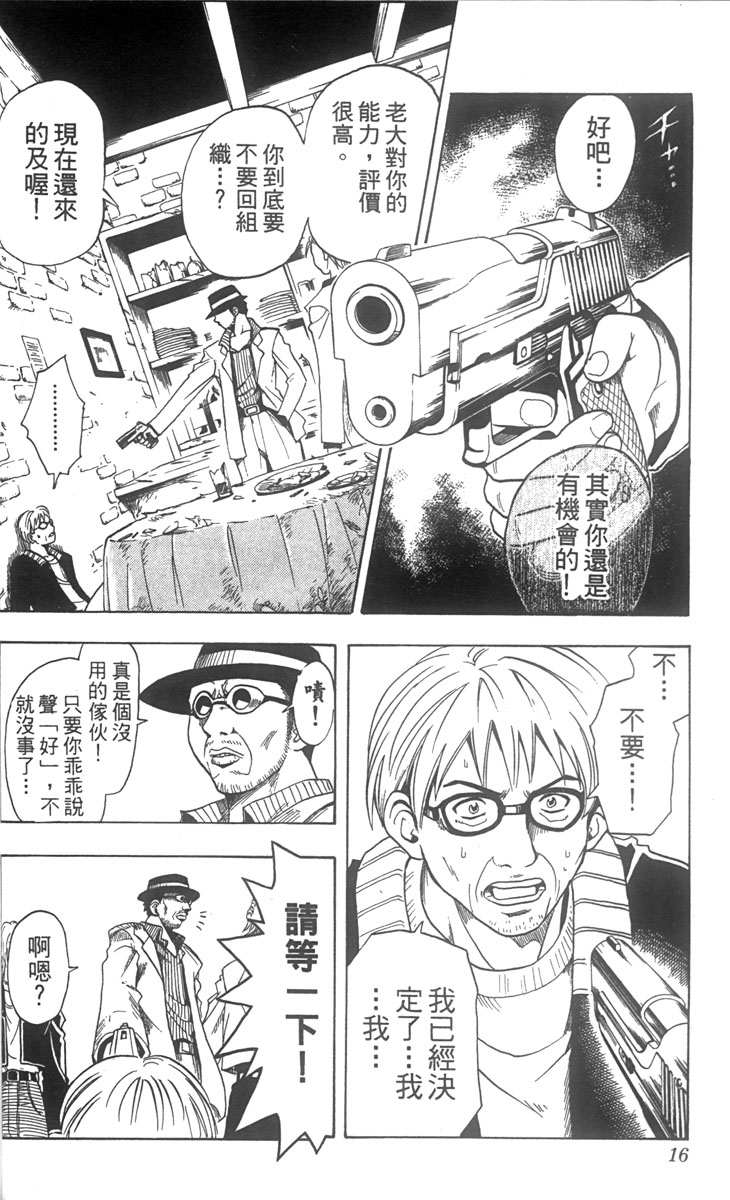 チャ…
好吧…
其實你還是
有機會的！
老大對你的
能力，評價
很高。
你到底要
不要回組
織…？
現在還來
的及喔！
………
不…
不要…！
我已經決
定了…我
…我…
嘖！
真是個沒
用的傢伙！
只要你乖乖說
聲「好」，不
就沒事了…
請等一下！
啊嗯？
16